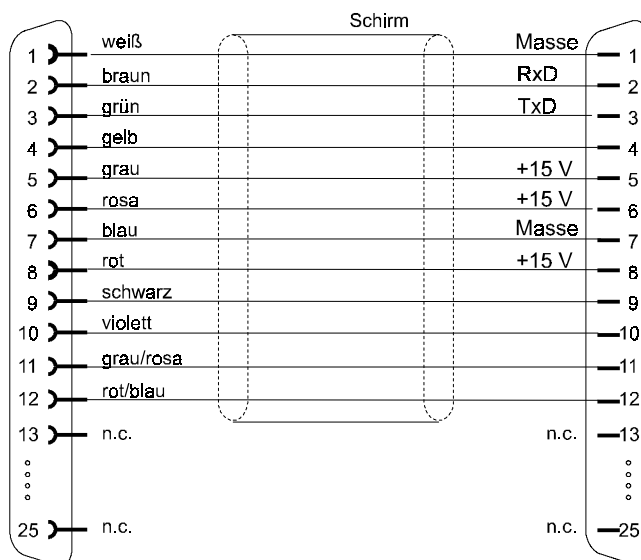 Schirm
1 weiß Masse 1
2 braun RxD 2
3 grün TxD 3
4 gelb 4
5 grau +15 V 5
6 rosa +15 V 6
7 blau Masse 7
8 rot +15 V 8
9 schwarz 9
10 violett 10
11 grau/rosa 11
12 rot/blau 12
13 n.c. n.c. 13
25 n.c. n.c. 25